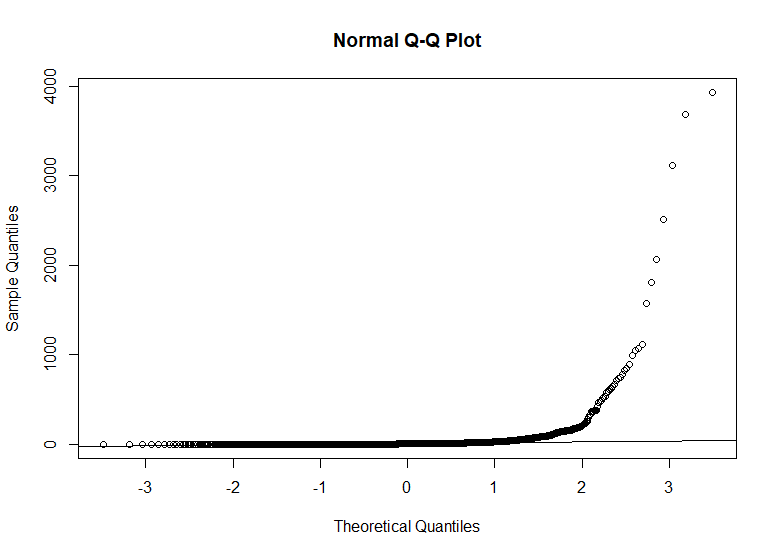 Normal Q-Q Plot
Sample Quantiles
4000
3000
2000
1000
0
-3 -2 -1 0 1 2 3
Theoretical Quantiles